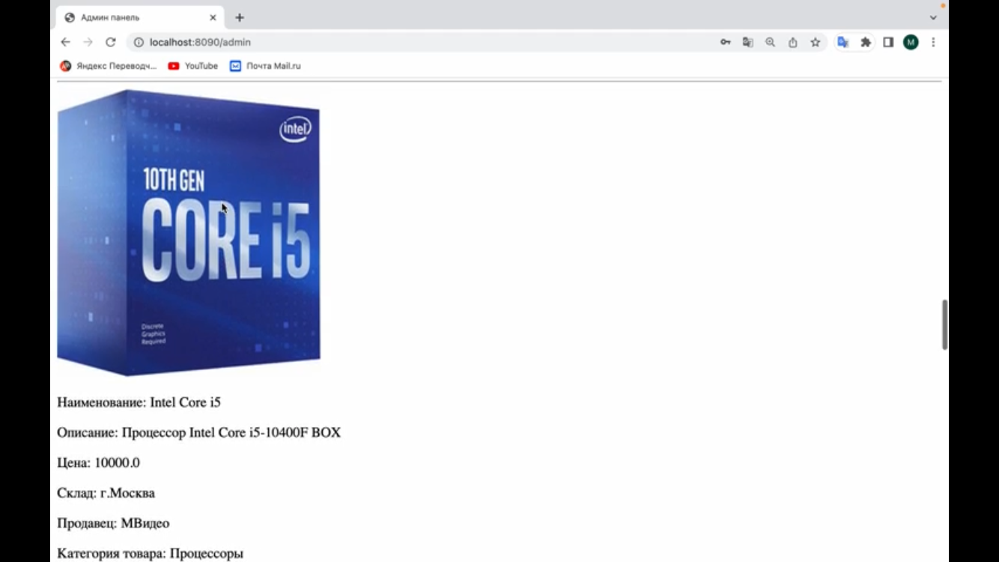 Админ панель
localhost:8090/admin
M
Яндекс Переводч...
YouTube
Почта Mail.ru
intel
10TH GEN
CORE i5
Discrete
Graphics
Required
Наименование: Intel Core i5
Описание: Процессор Intel Core i5-10400F BOX
Цена: 10000.0
Склад: г.Москва
Продавец: МВидео
Категория товара: Процессоры